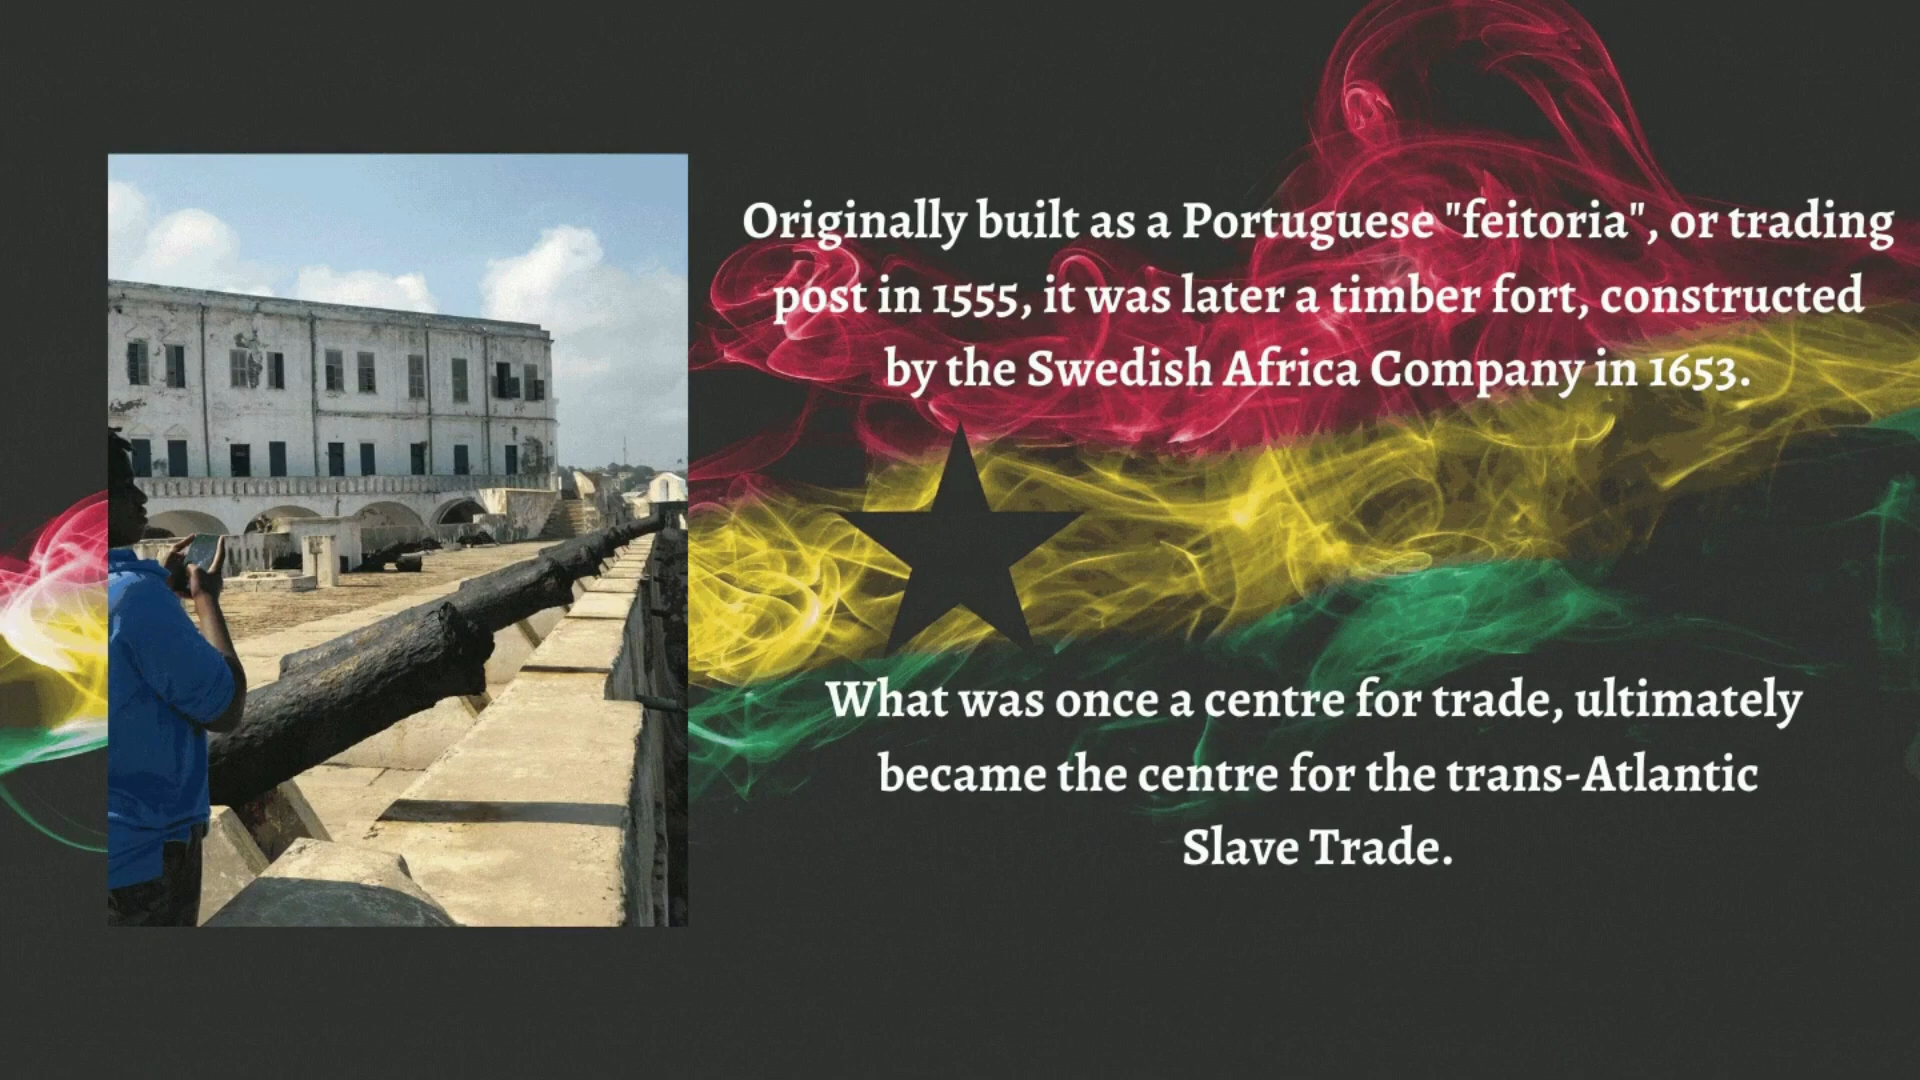 Originally built as a Portuguese "feitoria", or trading
post in 1555, it was later a timber fort, constructed
by the Swedish Africa Company in 1653.
What was once a centre for trade, ultimately
became the centre for the trans-Atlantic
Slave Trade.